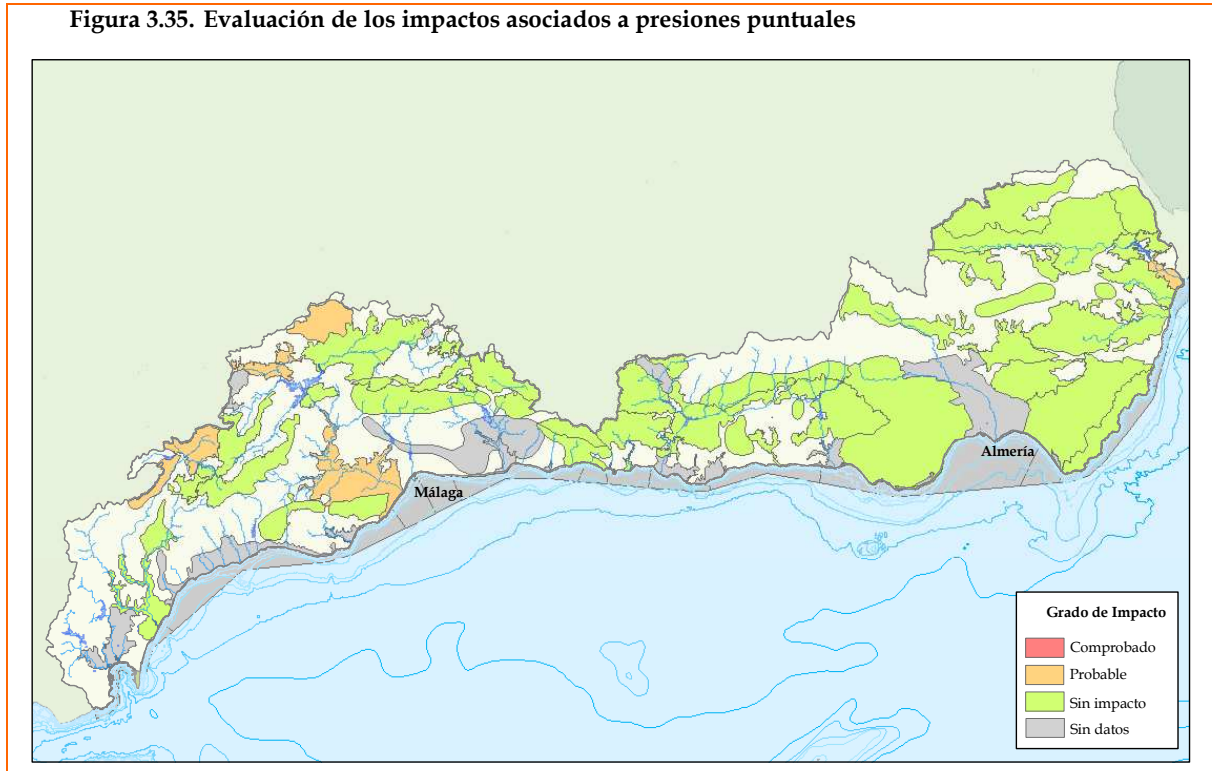 Figura 3.35. Evaluación de los impactos asociados a presiones puntuales
Almería
Málaga
Grado de Impacto
Comprobado
Probable
Sin impacto
Sin datos